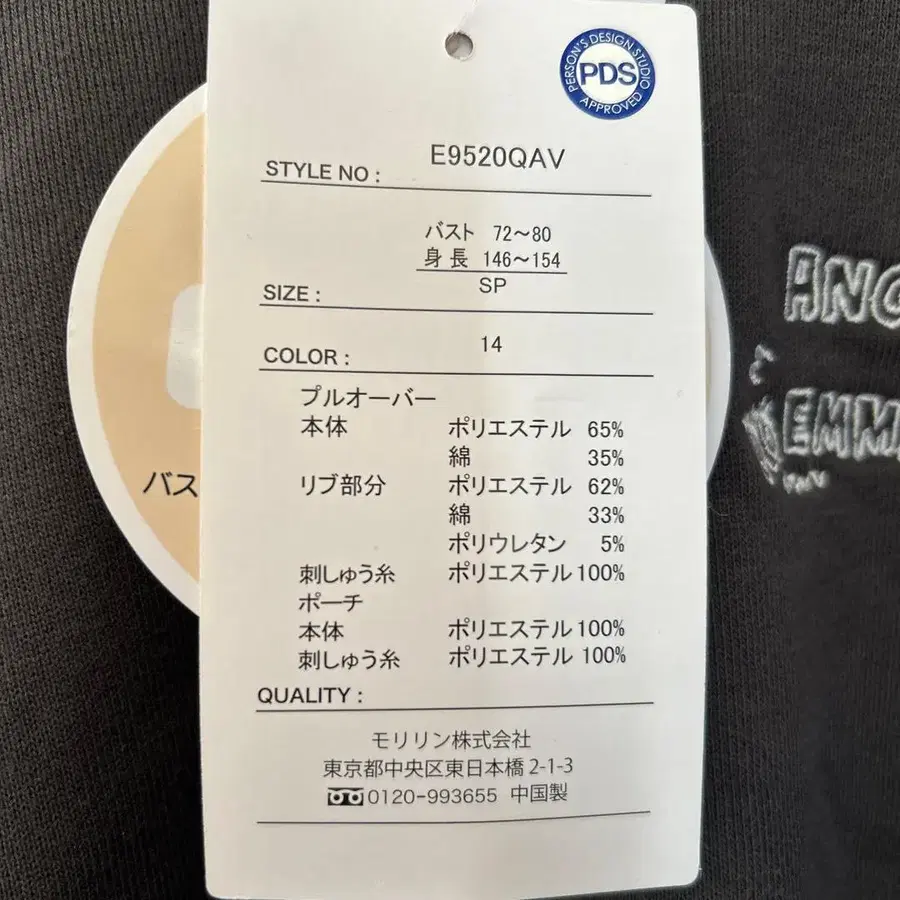 PERSON'S DESIGN STUDIO
PDS
APPROVED
STYLE NO : E9520QAV
バスト 72～80
身長 146～154
SIZE : SP
COLOR : 14
プルオーバー
本体 ポリエステル 65%
綿 35%
リブ部分 ポリエステル 62%
綿 33%
ポリウレタン 5%
刺しゅう糸 ポリエステル 100%
ポーチ
本体 ポリエステル 100%
刺しゅう糸 ポリエステル 100%
QUALITY :
モリリン株式会社
東京都中央区東日本橋 2-1-3
0120-993655 中国製
バス
ANG
EMM